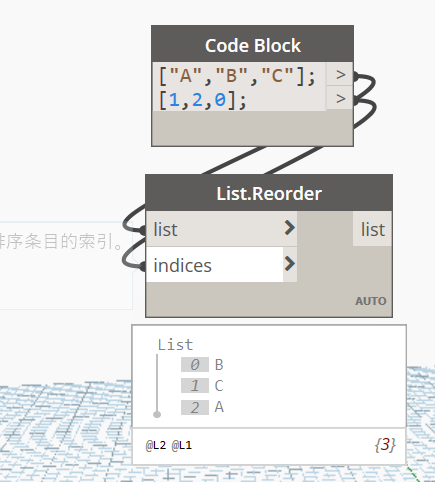 Code Block
["A","B","C"]; >
[1,2,0]; >
List.Reorder
list > list
排序条目的索引。
indices >
AUTO
List
0 B
1 C
2 A
@L2 @L1 {3}